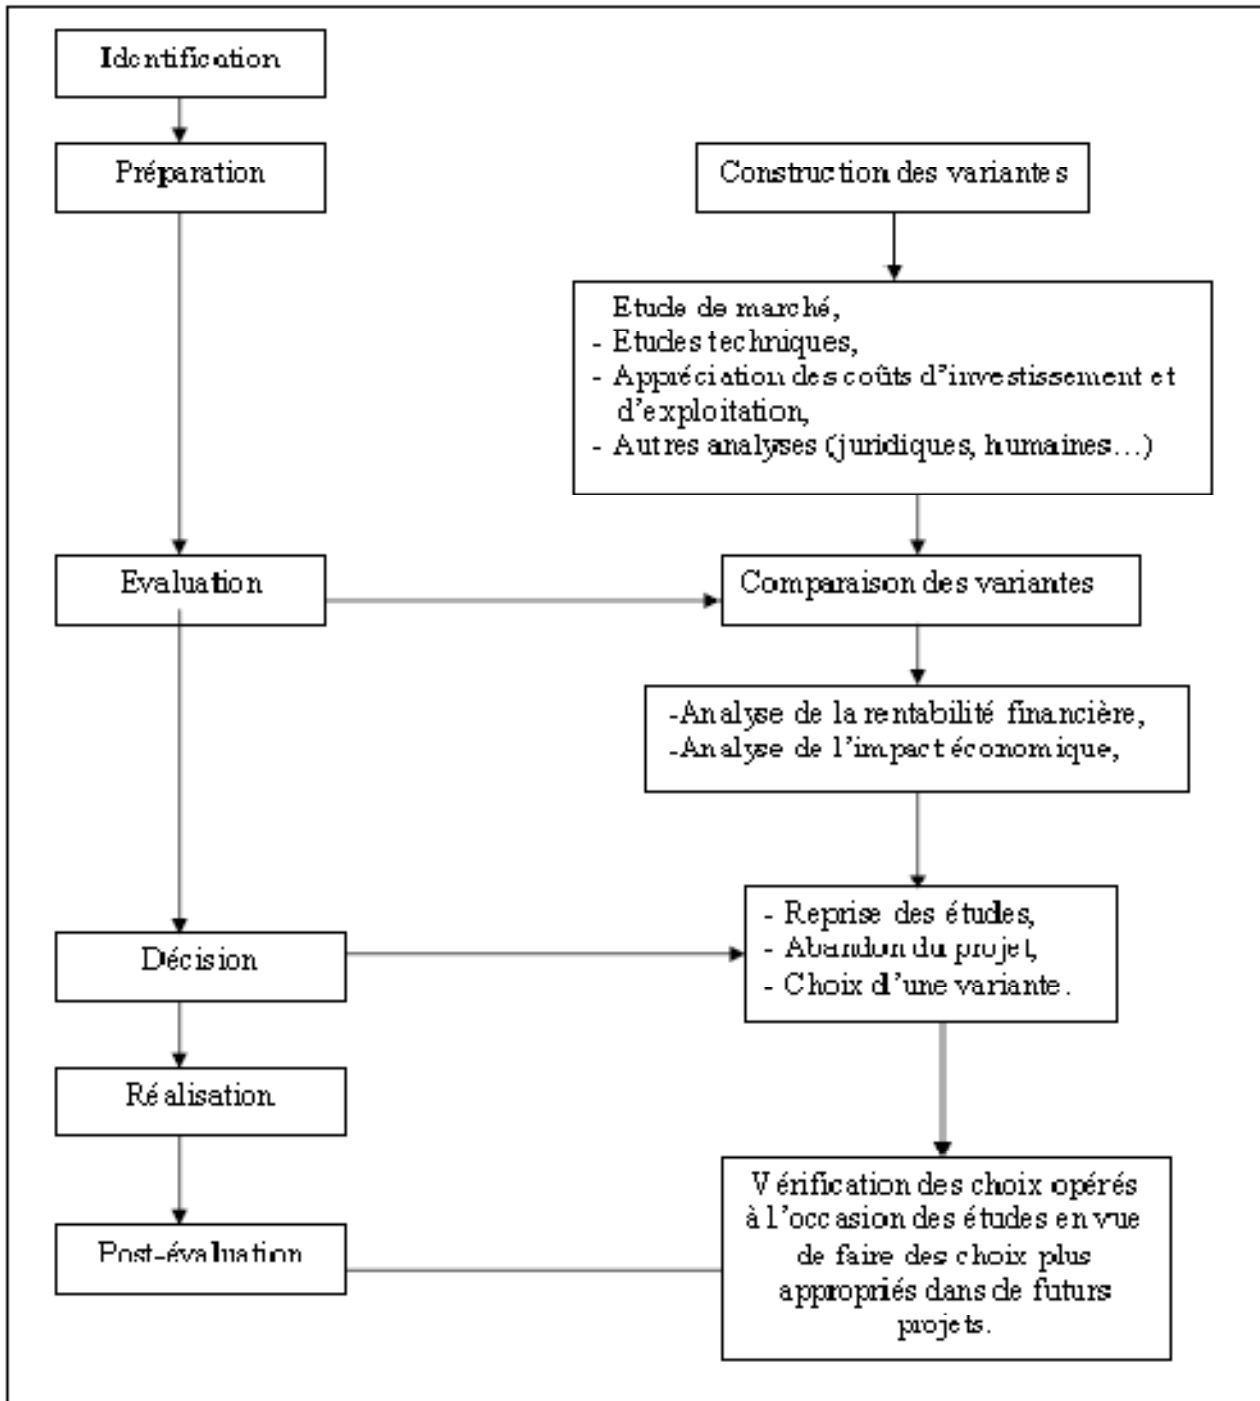 Identification
Préparation
Construction des variantes
Etude de marché,
- Etudes techniques,
- Appréciation des coûts d'investissement et
d'exploitation,
- Autres analyses (juridiques, humaines...)
Evaluation
Comparaison des variantes
-Analyse de la rentabilité financière,
-Analyse de l'impact économique,
Décision
- Reprise des études,
- Abandon du projet,
- Choix d'une variante.
Réalisation
Post-évaluation
Vérification des choix opérés
à l'occasion des études en vue
de faire des choix plus
appropriés dans de futurs
projets.